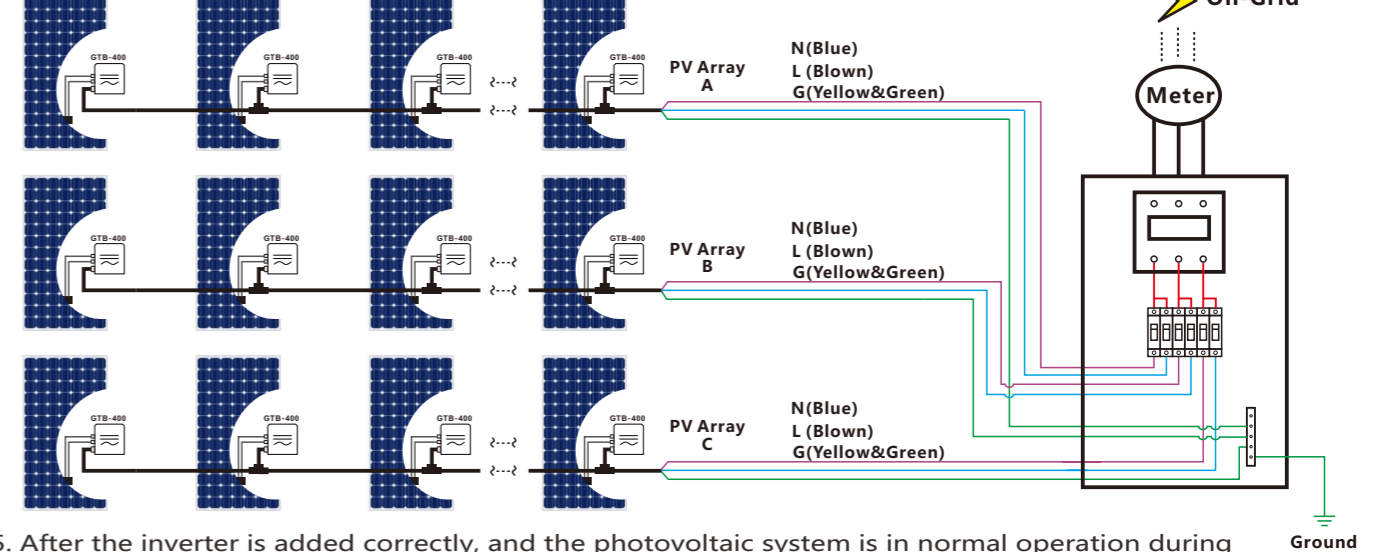 On-Grid
GTB-400 GTB-400 GTB-400 GTB-400
PV Array
A
N(Blue)
L (Blown)
G(Yellow&Green)
Meter
GTB-400 GTB-400 GTB-400 GTB-400
PV Array
B
N(Blue)
L (Blown)
G(Yellow&Green)
GTB-400 GTB-400 GTB-400 GTB-400
PV Array
C
N(Blue)
L (Blown)
G(Yellow&Green)
Ground
5. After the inverter is added correctly, and the photovoltaic system is in normal operation during